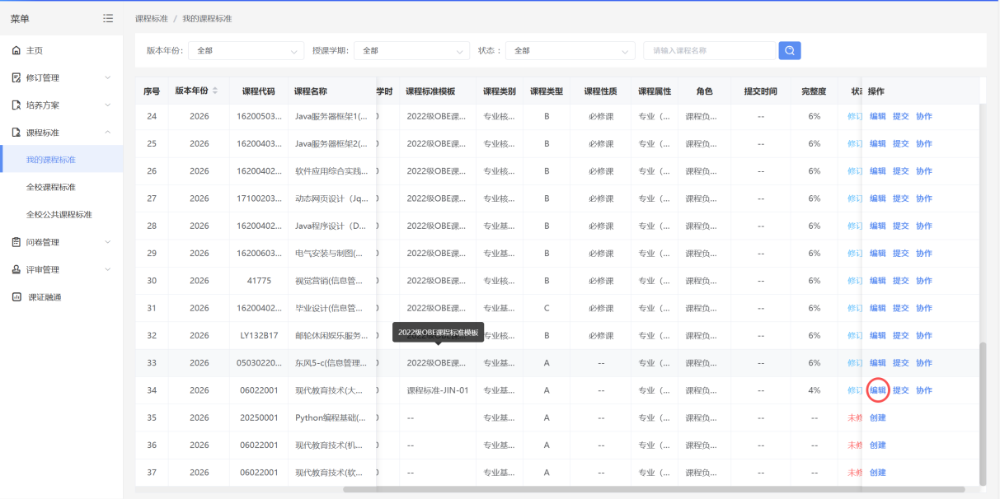 菜单
课程标准 / 我的课程标准
主页
修订管理
培养方案
课程标准
我的课程标准
全校课程标准
全校公共课程标准
问卷管理
评审管理
课证融通
版本年份： 全部 授课学期： 全部 状态： 全部 请输入课程名称
序号 版本年份 课程代码 课程名称 学时 课程标准模板 课程类别 课程类型 课程性质 课程属性 角色 提交时间 完整度 状态 操作
24 2026 16200503... Java服务器框架1(... 2022级OBE课... 专业核... B 必修课 专业（... 课程负... -- 6% 修订 编辑 提交 协作
25 2026 16200403... Java服务器框架2(... 2022级OBE课... 专业核... B 必修课 专业（... 课程负... -- 6% 修订 编辑 提交 协作
26 2026 16200402... 软件应用综合实践... 2022级OBE课... 专业核... B 必修课 专业（... 课程负... -- 6% 修订 编辑 提交 协作
27 2026 17100203... 动态网页设计（Jq... 2022级OBE课... 专业核... B 必修课 专业（... 课程负... -- 6% 修订 编辑 提交 协作
28 2026 16200402... Java程序设计（D... 2022级OBE课... 专业基... B 必修课 专业（... 课程负... -- 6% 修订 编辑 提交 协作
29 2026 16200603... 电气安装与制图(... 2022级OBE课... 专业基... B 必修课 专业（... 课程负... -- 6% 修订 编辑 提交 协作
30 2026 41775 视觉营销(信息管... 2022级OBE课... 专业基... B 必修课 专业（... 课程负... -- 6% 修订 编辑 提交 协作
31 2026 16200402... 毕业设计(信息管... 2022级OBE课... 专业基... C 必修课 专业（... 课程负... -- 6% 修订 编辑 提交 协作
2022级OBE课程标准模板
32 2026 LY132B17 邮轮休闲娱乐服务... 专业基... B 必修课 专业（... 课程负... -- 6% 修订 编辑 提交 协作
33 2026 05030220... 东风5-c(信息管理... 2022级OBE课... 专业基... A -- 专业（... 课程负... -- 6% 修订 编辑 提交 协作
34 2026 06022001 现代教育技术(大... 课程标准-JIN-01 专业基... A -- 专业（... 课程负... -- 4% 修订 编辑 提交 协作
35 2026 20250001 Python编程基础(... -- 专业基... A -- 专业（... 课程负... -- -- 未修 创建
36 2026 06022001 现代教育技术(机... -- 专业基... A -- 专业（... 课程负... -- -- 未修 创建
37 2026 06022001 现代教育技术(软... -- 专业基... A -- 专业（... 课程负... -- -- 未修 创建